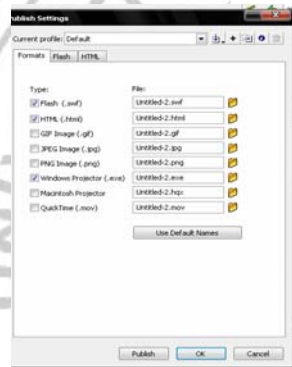 ublish Settings
Current profile: Default
Formats Flash HTML
Type: File:
Flash (.swf) Untitled-2.swf
HTML (.html) Untitled-2.html
GIF Image (.gif) Untitled-2.gif
JPEG Image (.jpg) Untitled-2.jpg
PNG Image (.png) Untitled-2.png
Windows Projector (.exe) Untitled-2.exe
Macintosh Projector Untitled-2.hqx
QuickTime (.mov) Untitled-2.mov
Use Default Names
Publish OK Cancel